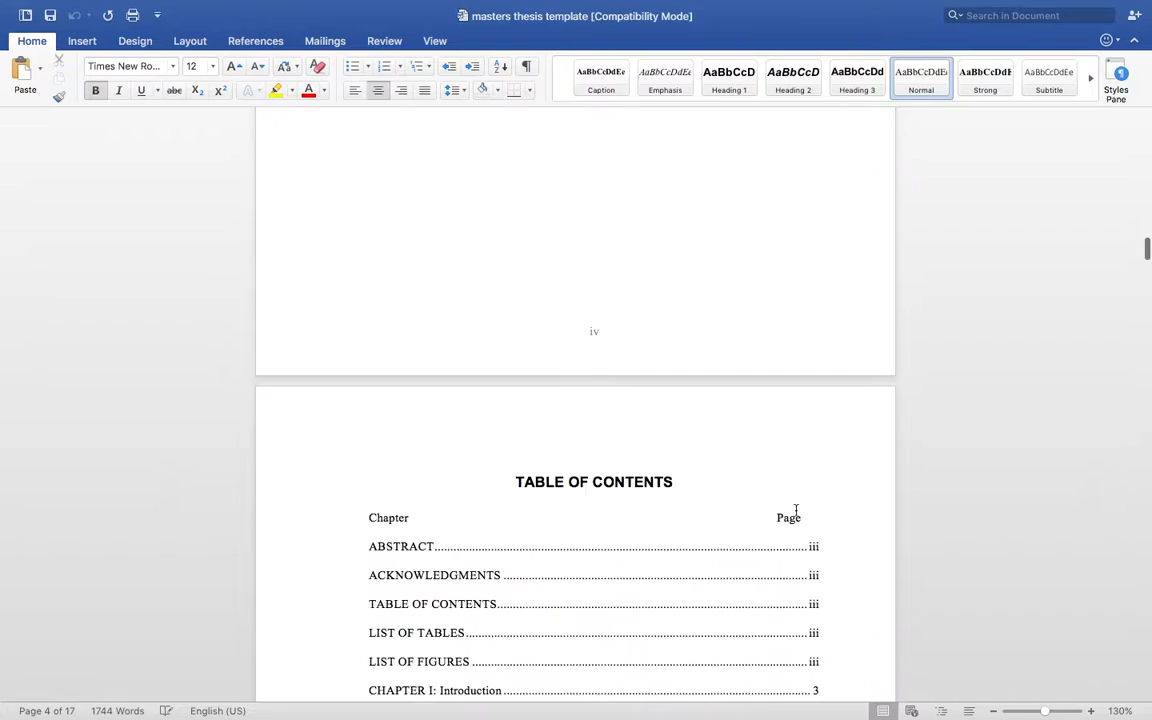 masters thesis template [Compatibility Mode]
Search in Document
Home Insert Design Layout References Mailings Review View
Paste
Times New Ro... 12
B I U abc X₂ X² A A
AaBbCcDdEe AaBbCcDdEe AaBbCcD AaBbCcD AaBbCcDd AaBbCcDdEe AaBbCcDdE AaBbCcDdEe
Caption Emphasis Heading 1 Heading 2 Heading 3 Normal Strong Subtitle
Styles
Pane
iv
TABLE OF CONTENTS
Chapter Page
ABSTRACT.......... iii
ACKNOWLEDGMENTS .......... iii
TABLE OF CONTENTS.......... iii
LIST OF TABLES.......... iii
LIST OF FIGURES .......... iii
CHAPTER I: Introduction .......... 3
Page 4 of 17 1744 Words English (US) 130%